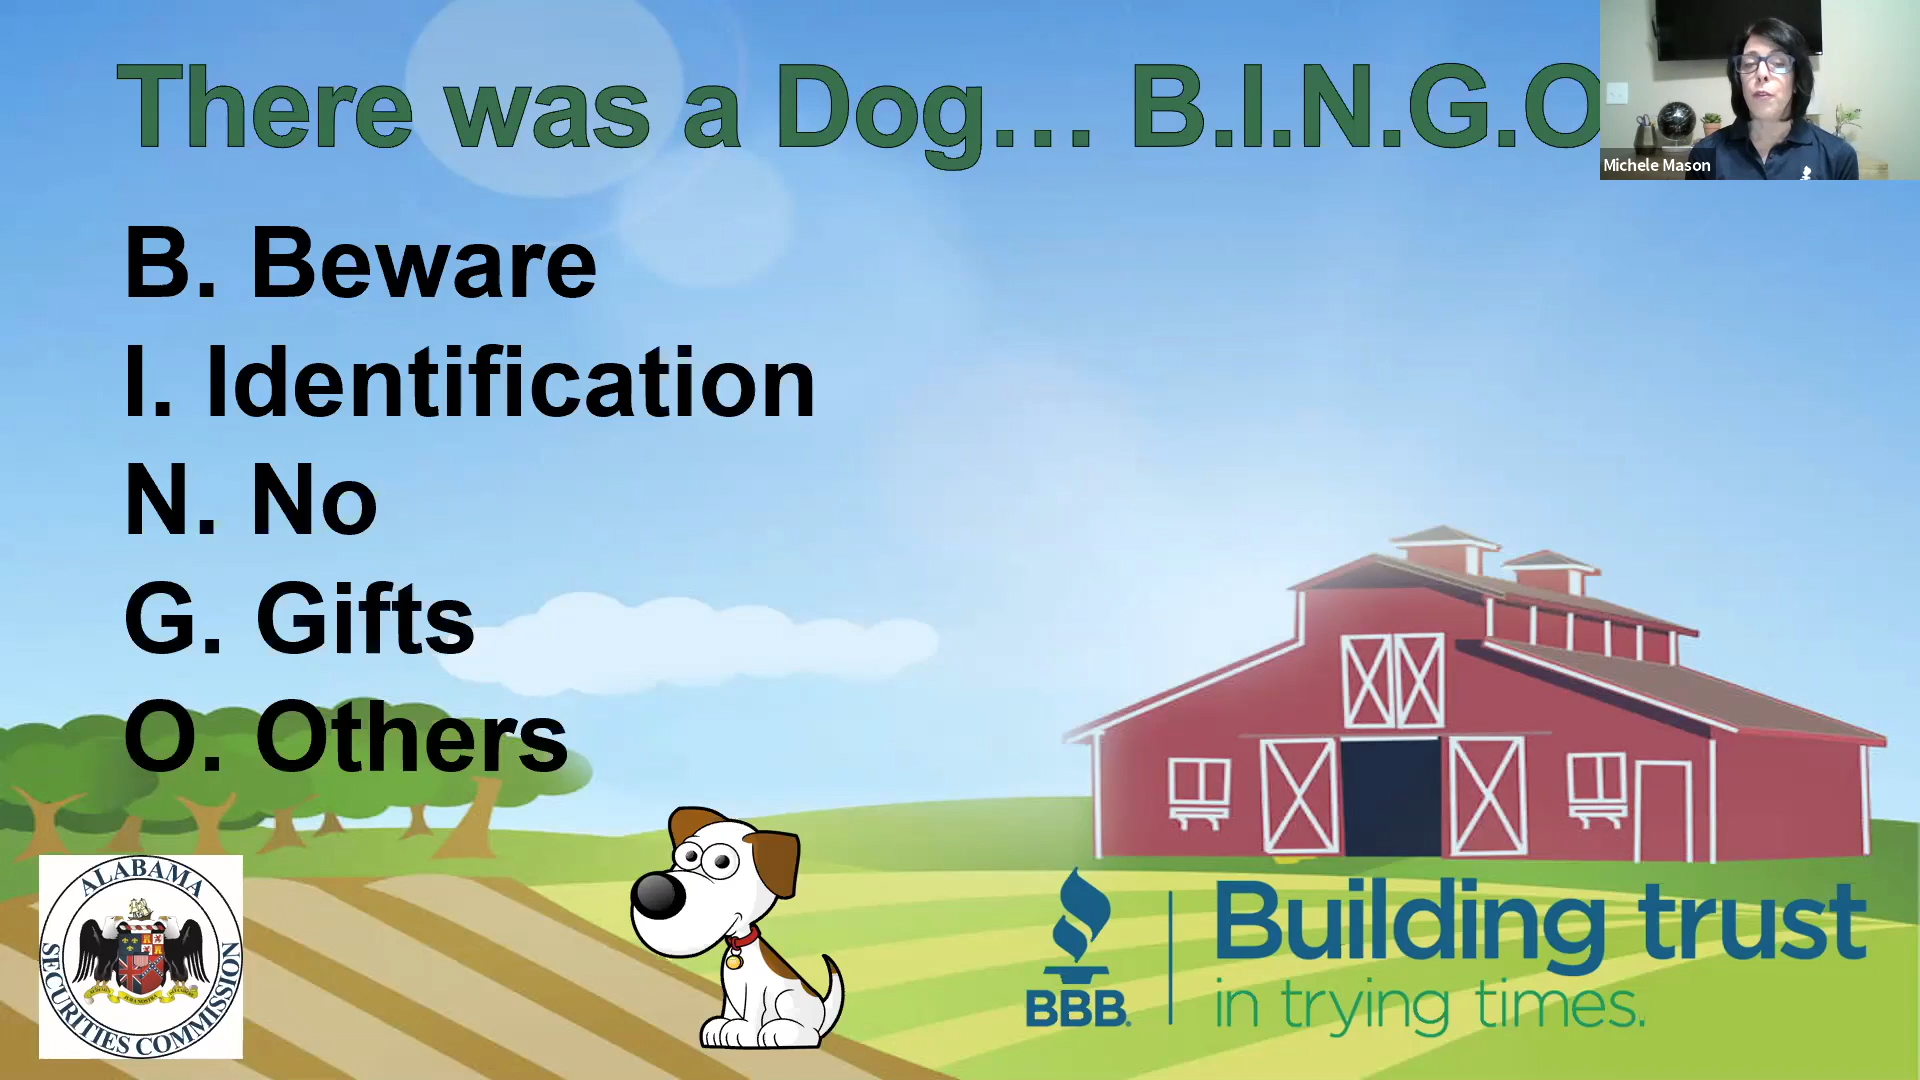 There was a Dog… B.I.N.G.O
Michele Mason
B. Beware
I. Identification
N. No
G. Gifts
O. Others
ALABAMA
SECURITIES COMMISSION
BBB.
Building trust
in trying times.